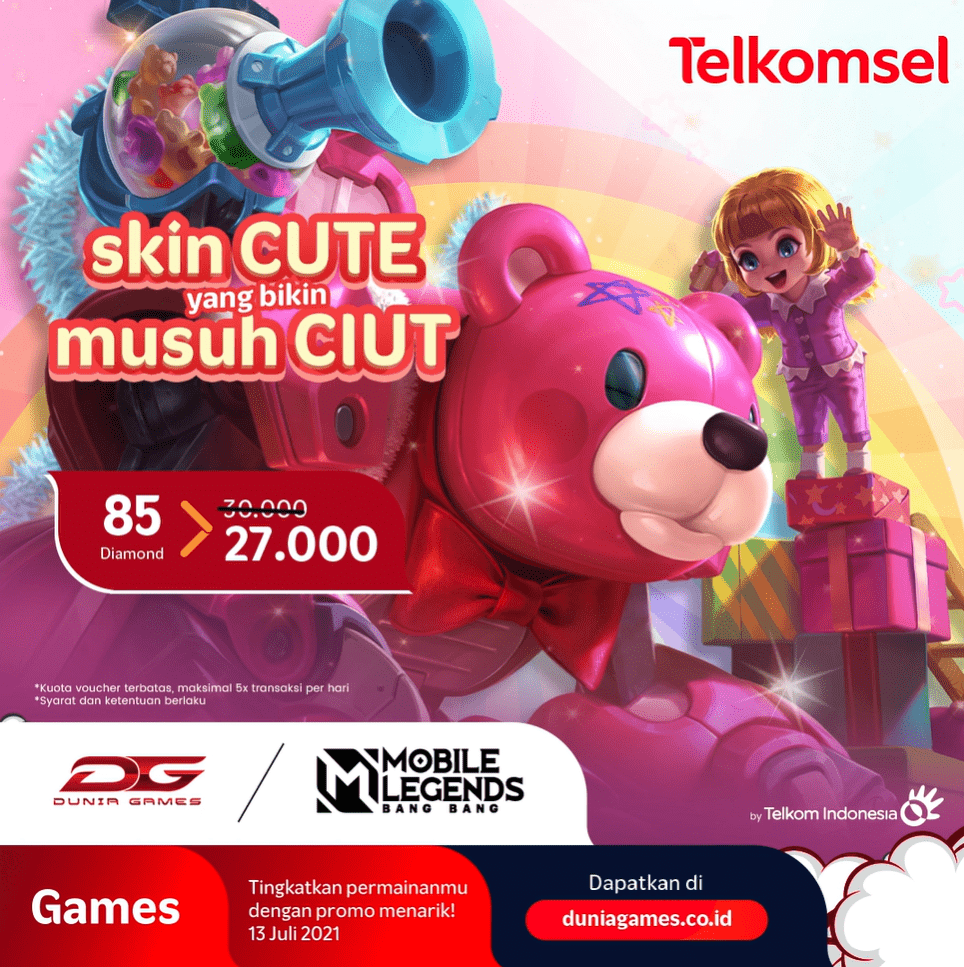 Telkomsel
skin CUTE
yang bikin
musuh CIUT
85
Diamond
30.000
27.000
*Kuota voucher terbatas, maksimal 5x transaksi per hari
*Syarat dan ketentuan berlaku
DG
DUNIA GAMES
MOBILE
LEGENDS
BANG BANG
by Telkom Indonesia
Games
Tingkatkan permainanmu
dengan promo menarik!
13 Juli 2021
Dapatkan di
duniagames.co.id